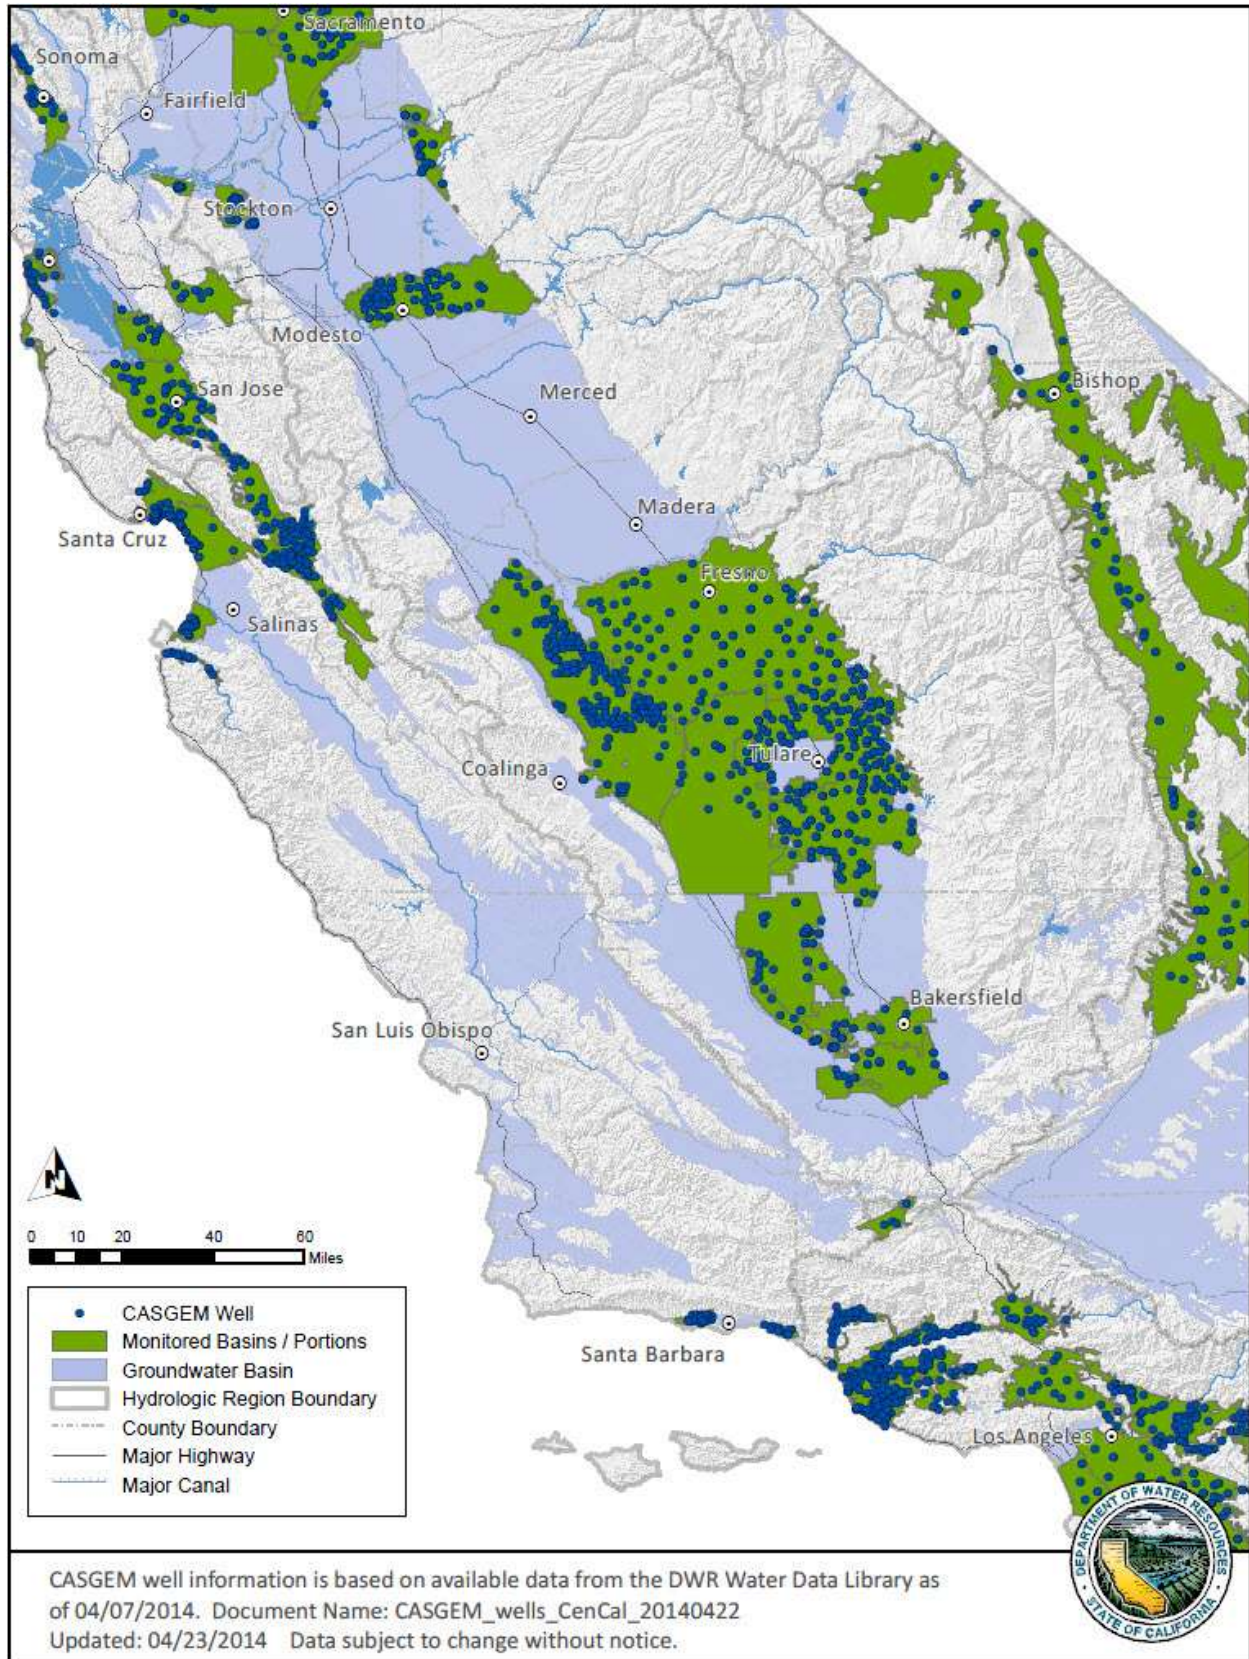 Sacramento
Sonoma
Fairfield
Stockton
Modesto
San Jose
Merced
Bishop
Santa Cruz
Madera
Fresno
Salinas
Tulare
Coalinga
Bakersfield
San Luis Obispo
N
0 10 20 40 60
Miles
CASGEM Well
Monitored Basins / Portions
Groundwater Basin
Hydrologic Region Boundary
County Boundary
Major Highway
Major Canal
Santa Barbara
Los Angeles
DEPARTMENT OF WATER RESOURCES
STATE OF CALIFORNIA
CASGEM well information is based on available data from the DWR Water Data Library as
of 04/07/2014. Document Name: CASGEM_wells_CenCal_20140422
Updated: 04/23/2014 Data subject to change without notice.